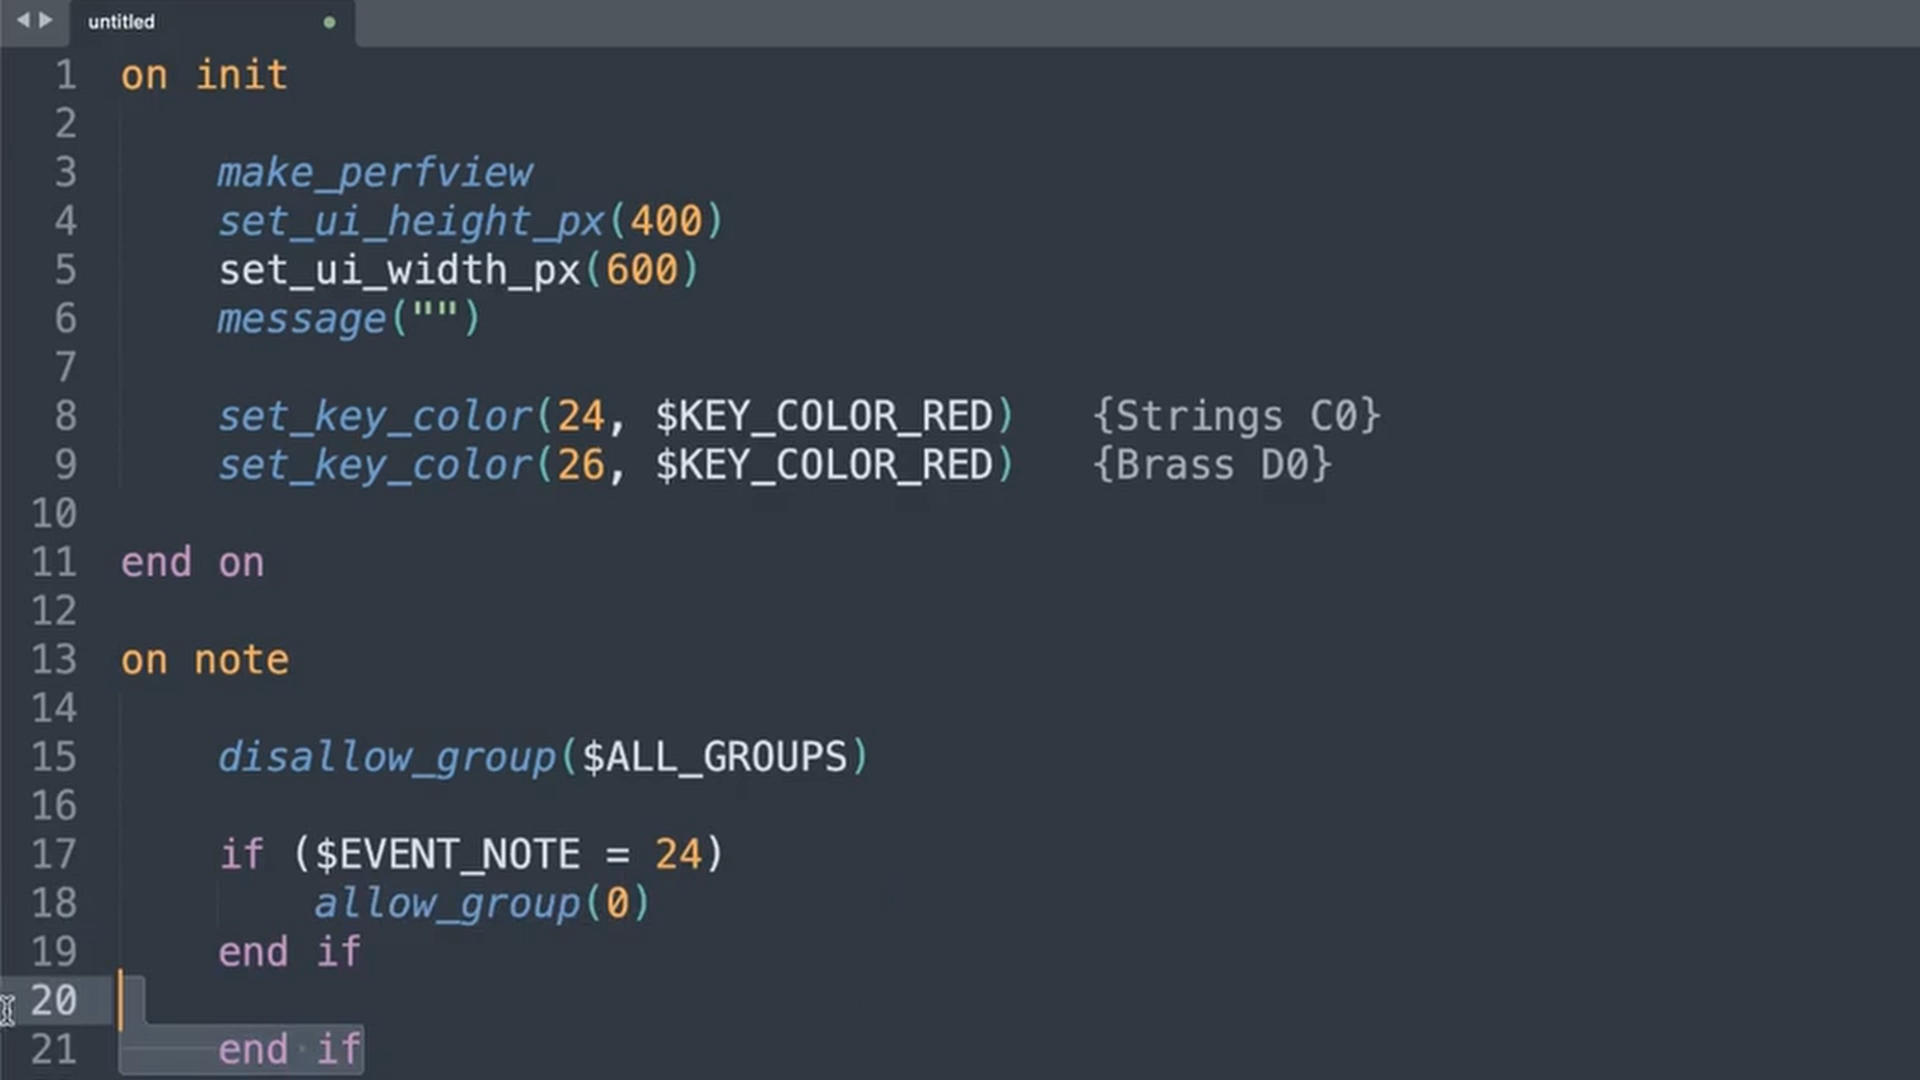 untitled
1 on init
2
3 make_perfview
4 set_ui_height_px(400)
5 set_ui_width_px(600)
6 message("")
7
8 set_key_color(24, $KEY_COLOR_RED) {Strings C0}
9 set_key_color(26, $KEY_COLOR_RED) {Brass D0}
10
11 end on
12
13 on note
14
15 disallow_group($ALL_GROUPS)
16
17 if ($EVENT_NOTE = 24)
18 allow_group(0)
19 end if
20
21 end if